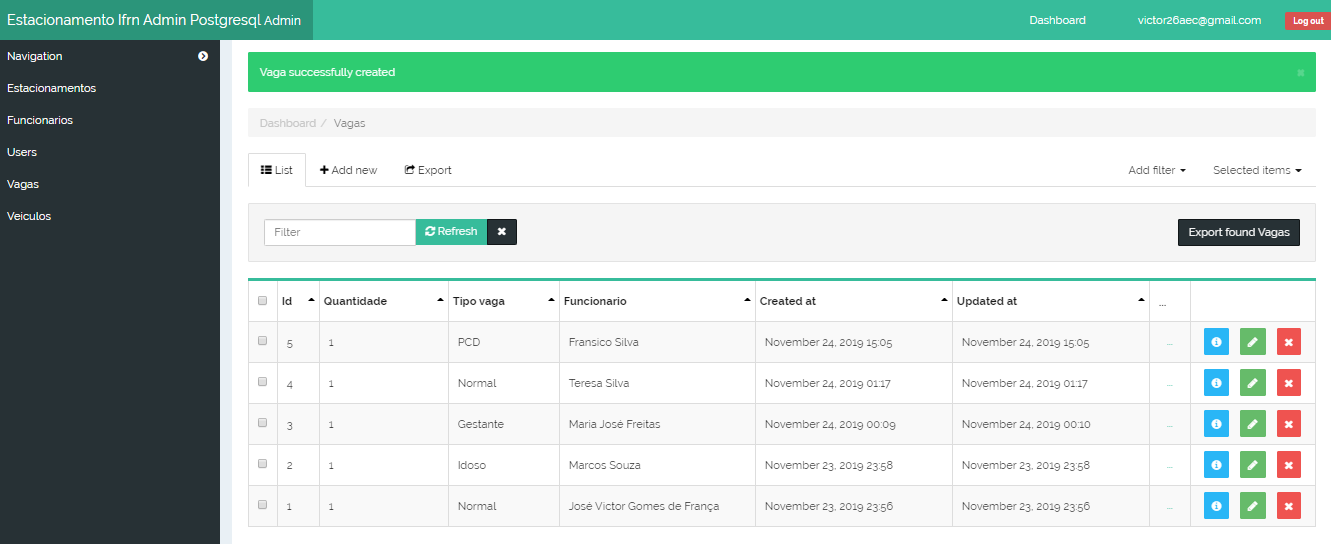 Estacionamento Ifrn Admin Postgresql Admin Dashboard victor26aec@gmail.com Log out
Navigation
Estacionamentos
Funcionarios
Users
Vagas
Veiculos
Vaga successfully created ×
Dashboard / Vagas
List Add new Export Add filter Selected items
Filter Refresh Export found Vagas
Id Quantidade Tipo vaga Funcionario Created at Updated at ...
5 1 PCD Fransico Silva November 24, 2019 15:05 November 24, 2019 15:05 ...
4 1 Normal Teresa Silva November 24, 2019 01:17 November 24, 2019 01:17 ...
3 1 Gestante Maria José Freitas November 24, 2019 00:09 November 24, 2019 00:10 ...
2 1 Idoso Marcos Souza November 23, 2019 23:58 November 23, 2019 23:58 ...
1 1 Normal José Victor Gomes de França November 23, 2019 23:56 November 23, 2019 23:56 ...